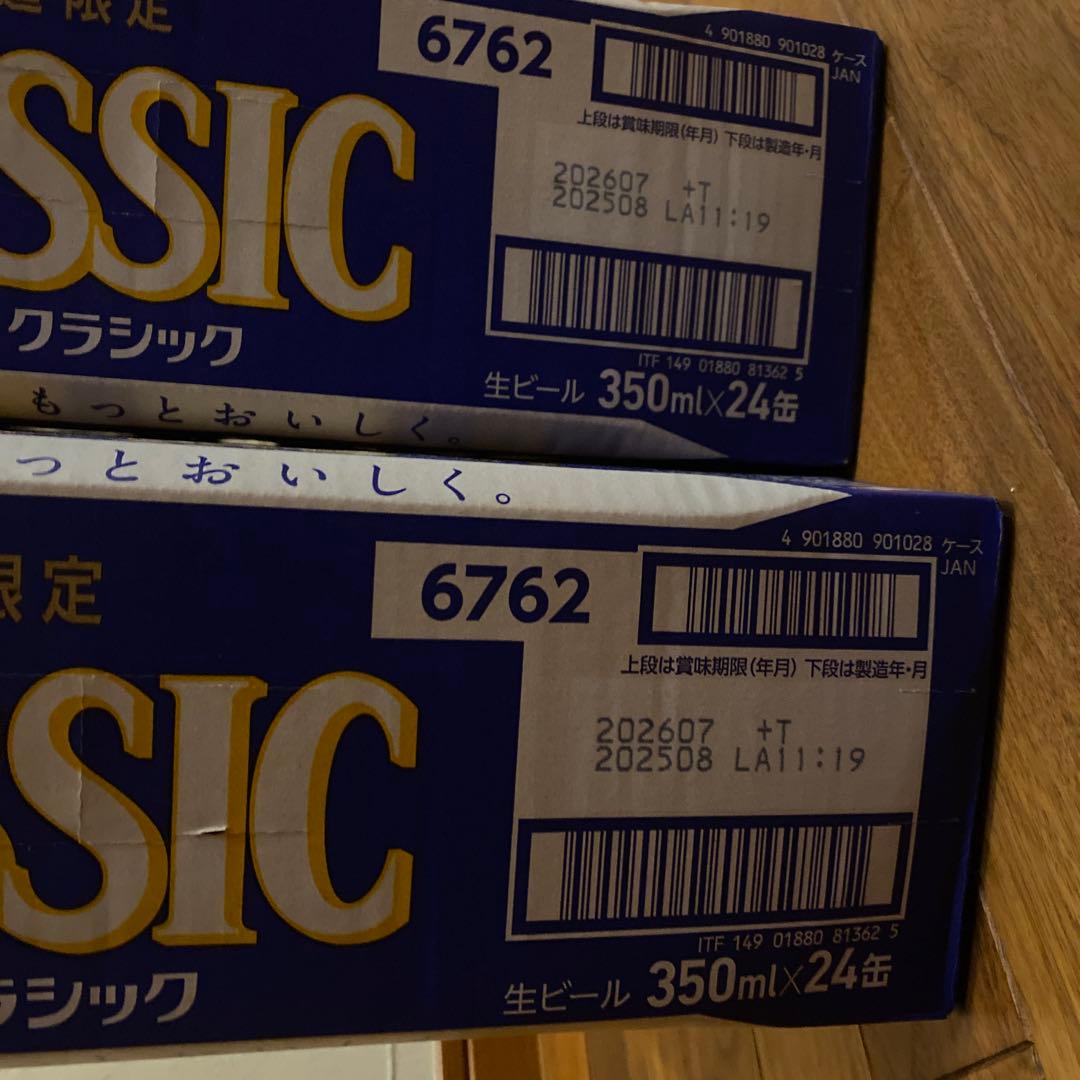 限定
6762
4 901880 901028 ケース
JAN
SSIC
上段は賞味期限(年月) 下段は製造年・月
202607 +T
202508 LA11:19
クラシック
ITF 149 01880 81362 5
生ビール 350ml×24缶
もっとおいしく。
っとおいしく。
4 901880 901028 ケース
JAN
限定
6762
上段は賞味期限(年月) 下段は製造年・月
SSIC
202607 +T
202508 LA11:19
ITF 149 01880 81362 5
ラシック
生ビール 350ml×24缶